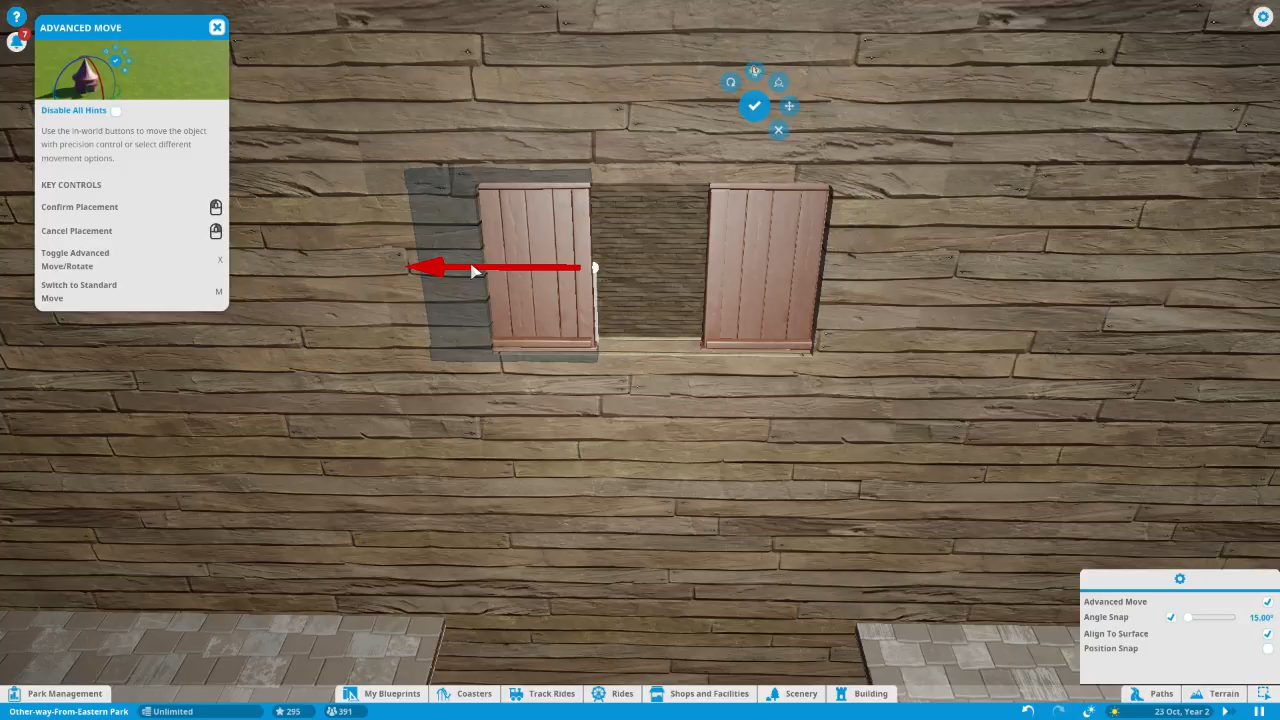 ?
7
ADVANCED MOVE
Disable All Hints
Use the in-world buttons to move the object
with precision control or select different
movement options.
KEY CONTROLS
Confirm Placement
Cancel Placement
Toggle Advanced
Move/Rotate X
Switch to Standard
Move M
Advanced Move
Angle Snap 15.00°
Align To Surface
Position Snap
Park Management My Blueprints Coasters Track Rides Rides Shops and Facilities Scenery Building Paths Terrain
Other-way-From-Eastern Park Unlimited 295 391 23 Oct, Year 2